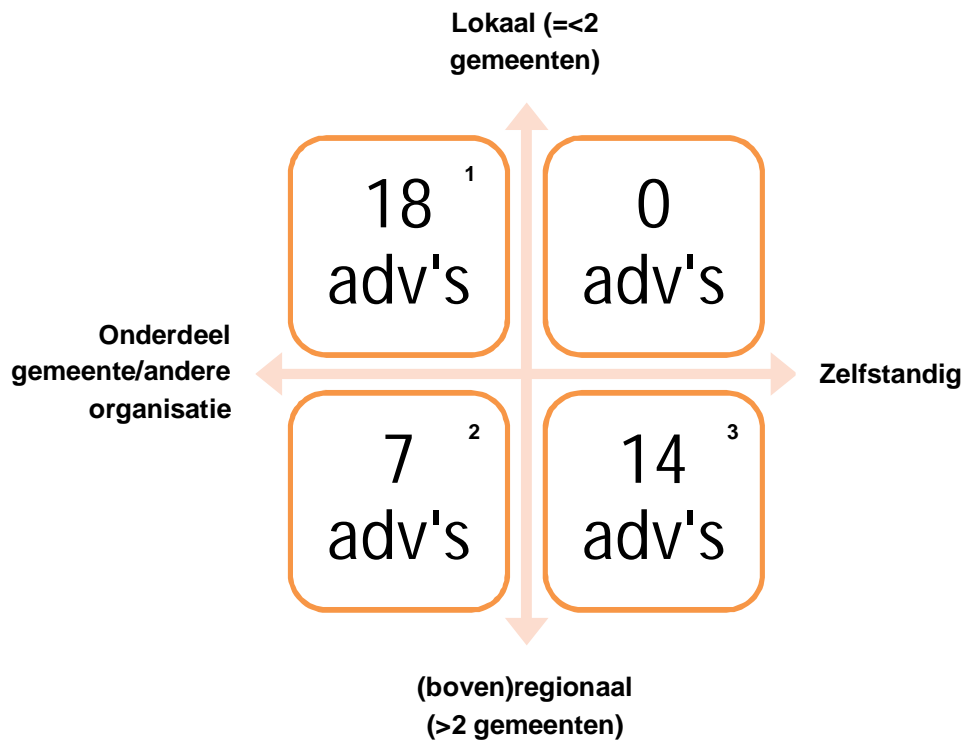 Lokaal (=<2
gemeenten)
18 1
adv's
0
adv's
Onderdeel
gemeente/andere
organisatie
Zelfstandig
7 2
adv's
14 3
adv's
(boven)regionaal
(>2 gemeenten)